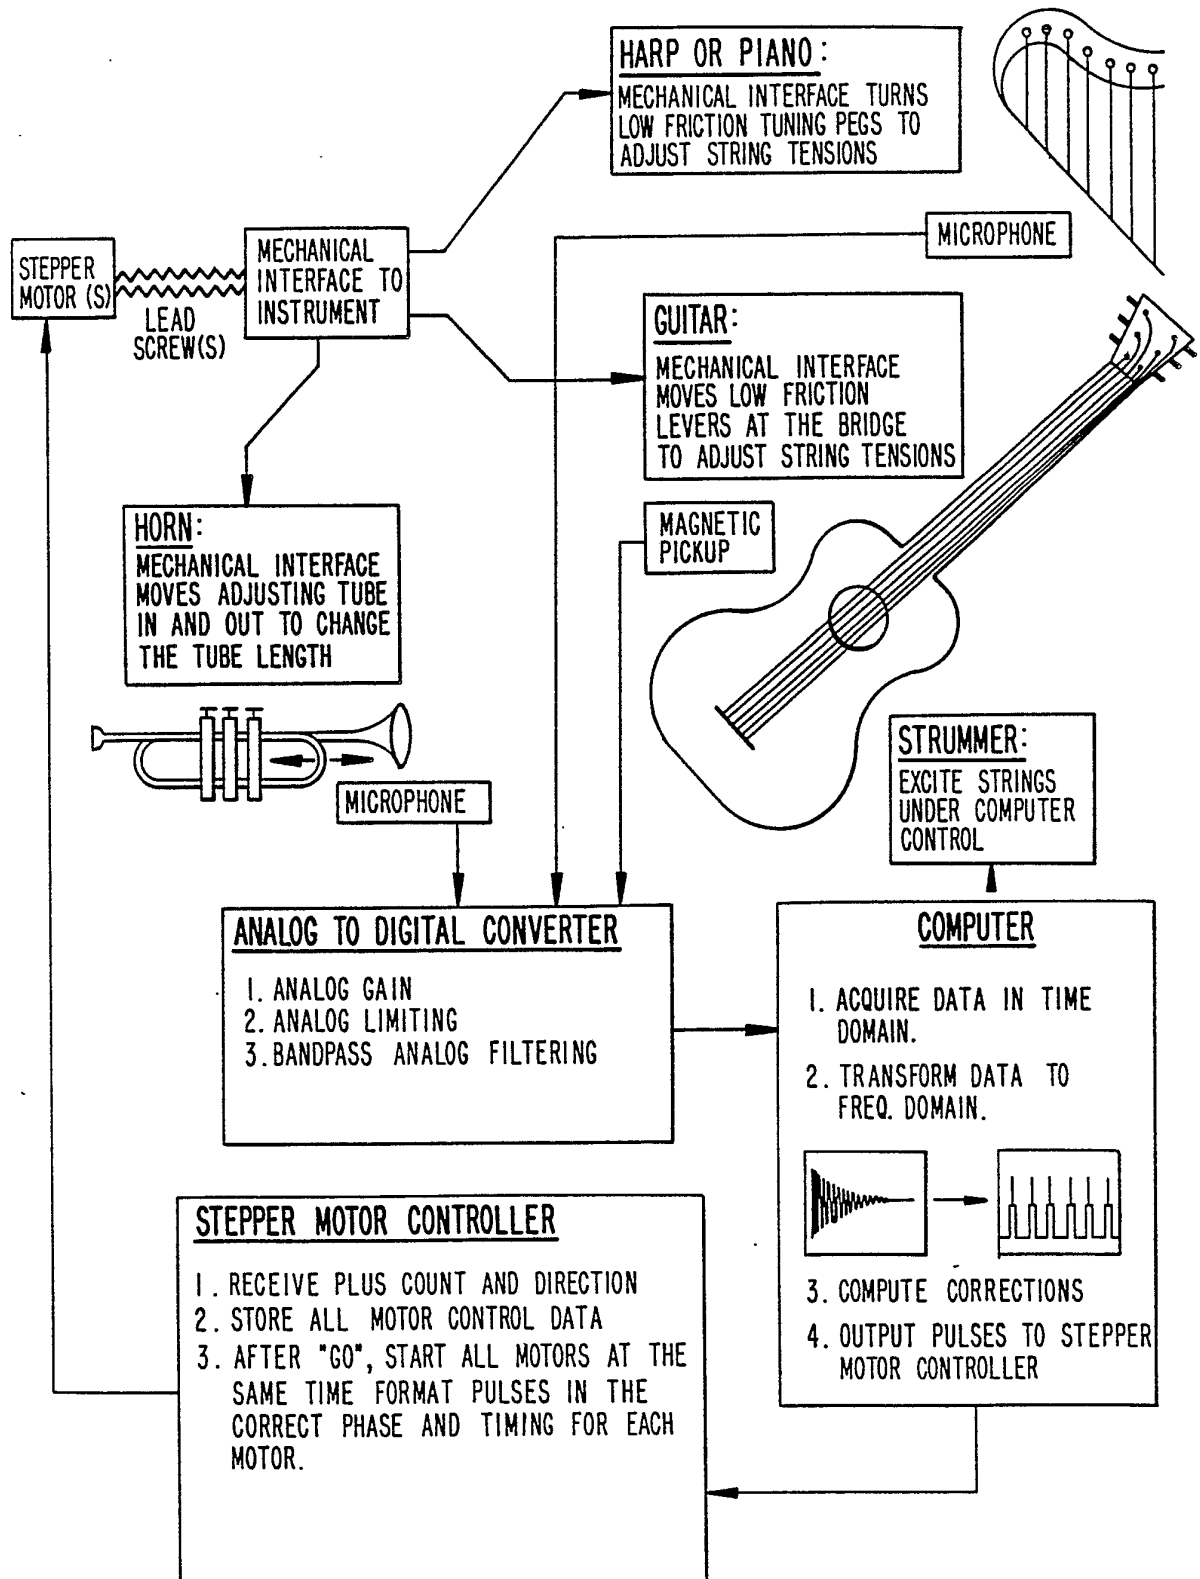 HARP OR PIANO:
MECHANICAL INTERFACE TURNS
LOW FRICTION TUNING PEGS TO
ADJUST STRING TENSIONS
MICROPHONE
STEPPER
MOTOR (S)
LEAD
SCREW(S)
MECHANICAL
INTERFACE TO
INSTRUMENT
GUITAR:
MECHANICAL INTERFACE
MOVES LOW FRICTION
LEVERS AT THE BRIDGE
TO ADJUST STRING TENSIONS
MAGNETIC
PICKUP
HORN:
MECHANICAL INTERFACE
MOVES ADJUSTING TUBE
IN AND OUT TO CHANGE
THE TUBE LENGTH
MICROPHONE
STRUMMER:
EXCITE STRINGS
UNDER COMPUTER
CONTROL
ANALOG TO DIGITAL CONVERTER
1. ANALOG GAIN
2. ANALOG LIMITING
3. BANDPASS ANALOG FILTERING
COMPUTER
1. ACQUIRE DATA IN TIME
DOMAIN.
2. TRANSFORM DATA TO
FREQ. DOMAIN.
3. COMPUTE CORRECTIONS
4. OUTPUT PULSES TO STEPPER
MOTOR CONTROLLER
STEPPER MOTOR CONTROLLER
1. RECEIVE PLUS COUNT AND DIRECTION
2. STORE ALL MOTOR CONTROL DATA
3. AFTER "GO", START ALL MOTORS AT THE
SAME TIME FORMAT PULSES IN THE
CORRECT PHASE AND TIMING FOR EACH
MOTOR.